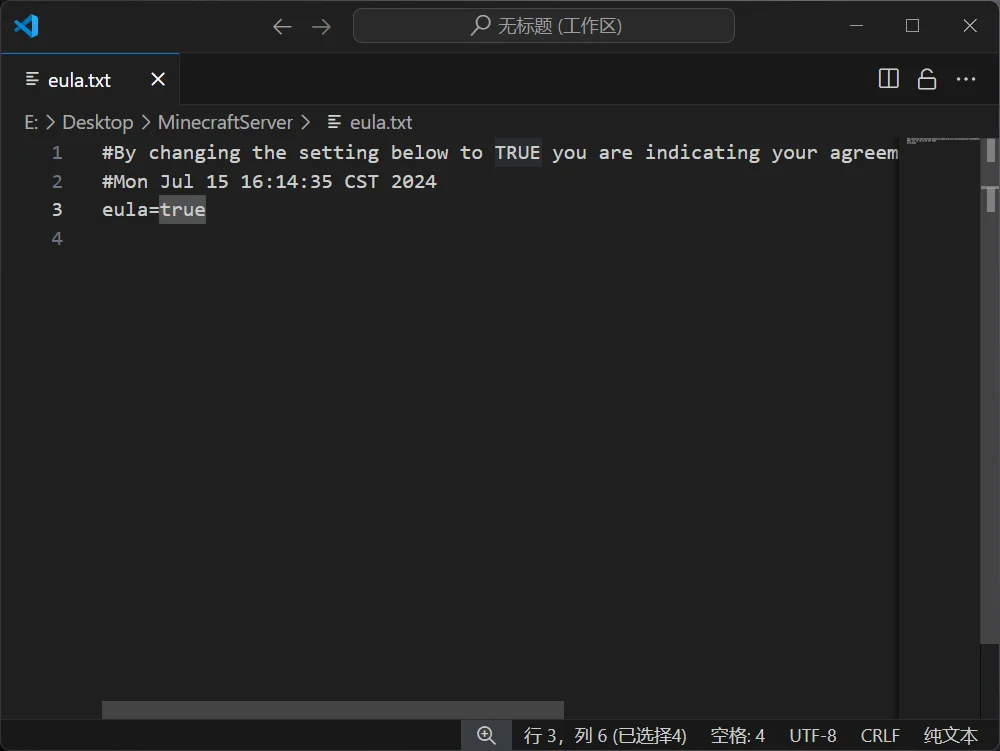 无标题 (工作区)
eula.txt
E: > Desktop > MinecraftServer > eula.txt
1 #By changing the setting below to TRUE you are indicating your agreem
2 #Mon Jul 15 16:14:35 CST 2024
3 eula=true
4
行 3，列 6 (已选择4) 空格: 4 UTF-8 CRLF 纯文本